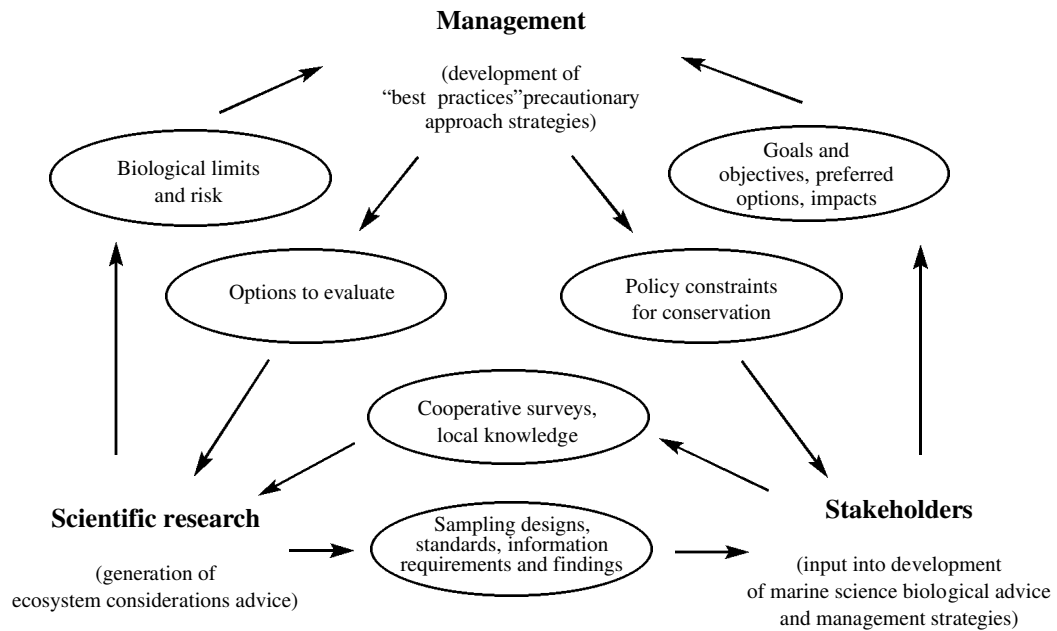 Management
(development of
“best practices”precautionary
approach strategies)
Biological limits
and risk
Goals and
objectives, preferred
options, impacts
Options to evaluate
Policy constraints
for conservation
Cooperative surveys,
local knowledge
Scientific research
(generation of
ecosystem considerations advice)
Sampling designs,
standards, information
requirements and findings
Stakeholders
(input into development
of marine science biological advice
and management strategies)